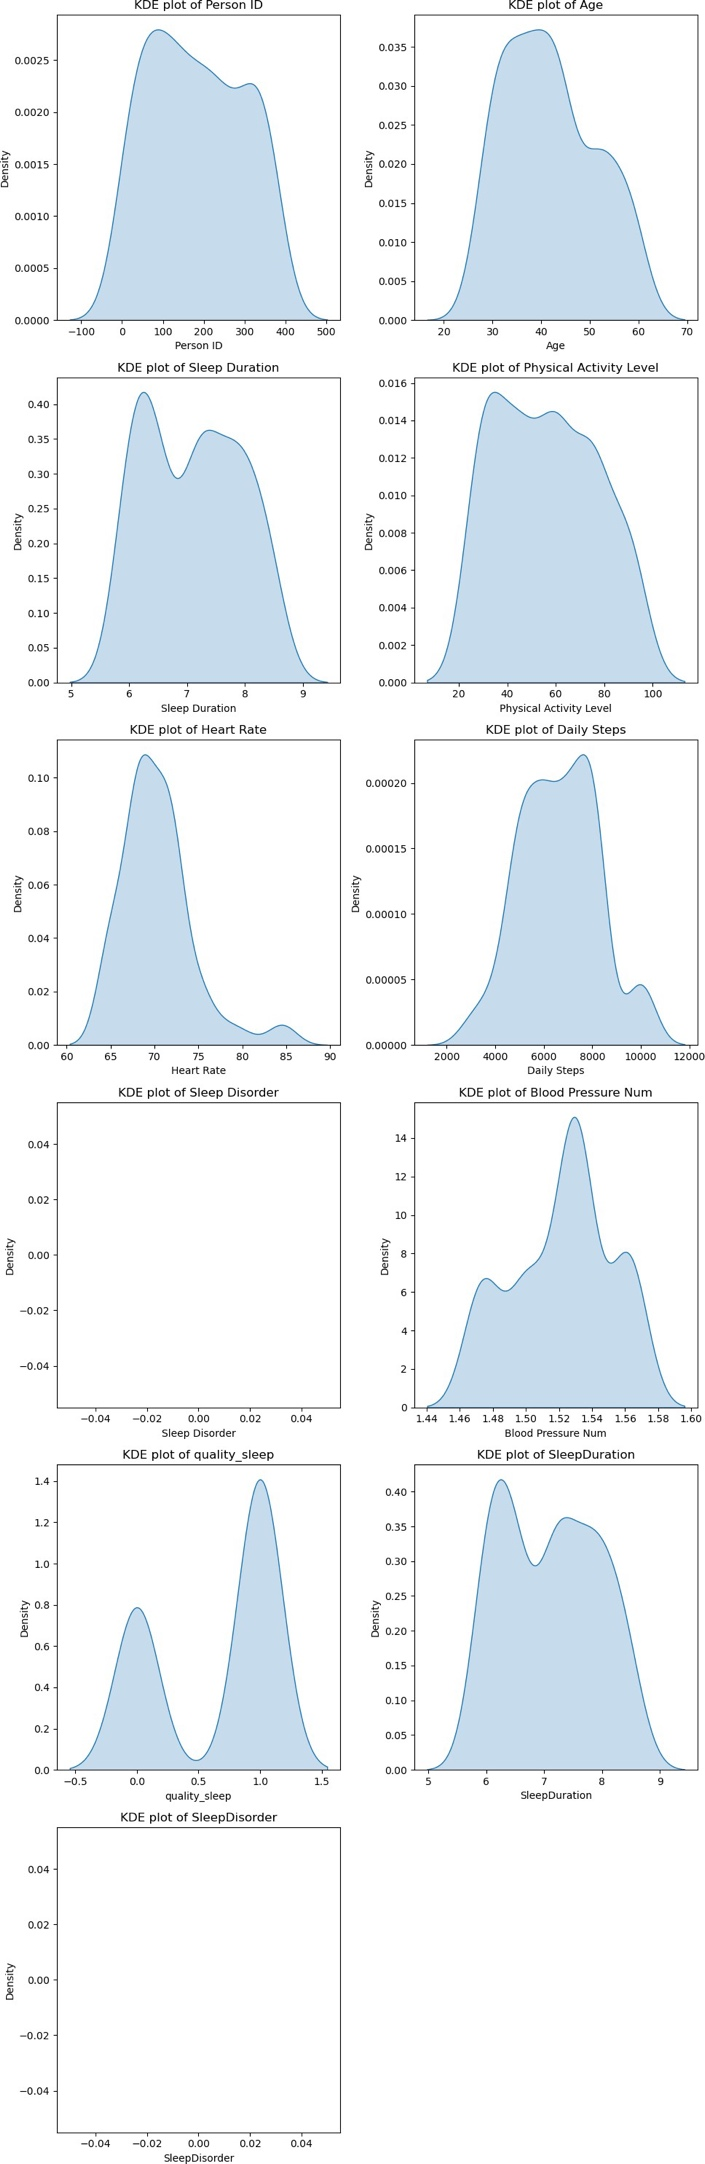 KDE plot of Person ID
Density
0.0025
0.0020
0.0015
0.0010
0.0005
0.0000
−100 0 100 200 300 400 500
Person ID
KDE plot of Age
Density
0.035
0.030
0.025
0.020
0.015
0.010
0.005
0.000
20 30 40 50 60 70
Age
KDE plot of Sleep Duration
Density
0.40
0.35
0.30
0.25
0.20
0.15
0.10
0.05
0.00
5 6 7 8 9
Sleep Duration
KDE plot of Physical Activity Level
Density
0.016
0.014
0.012
0.010
0.008
0.006
0.004
0.002
0.000
20 40 60 80 100
Physical Activity Level
KDE plot of Heart Rate
Density
0.10
0.08
0.06
0.04
0.02
0.00
60 65 70 75 80 85 90
Heart Rate
KDE plot of Daily Steps
Density
0.00020
0.00015
0.00010
0.00005
0.00000
2000 4000 6000 8000 10000 12000
Daily Steps
KDE plot of Sleep Disorder
Density
0.04
0.02
0.00
−0.02
−0.04
−0.04 −0.02 0.00 0.02 0.04
Sleep Disorder
KDE plot of Blood Pressure Num
Density
14
12
10
8
6
4
2
0
1.44 1.46 1.48 1.50 1.52 1.54 1.56 1.58 1.60
Blood Pressure Num
KDE plot of quality_sleep
Density
1.4
1.2
1.0
0.8
0.6
0.4
0.2
0.0
−0.5 0.0 0.5 1.0 1.5
quality_sleep
KDE plot of SleepDuration
Density
0.40
0.35
0.30
0.25
0.20
0.15
0.10
0.05
0.00
5 6 7 8 9
SleepDuration
KDE plot of SleepDisorder
Density
0.04
0.02
0.00
−0.02
−0.04
−0.04 −0.02 0.00 0.02 0.04
SleepDisorder